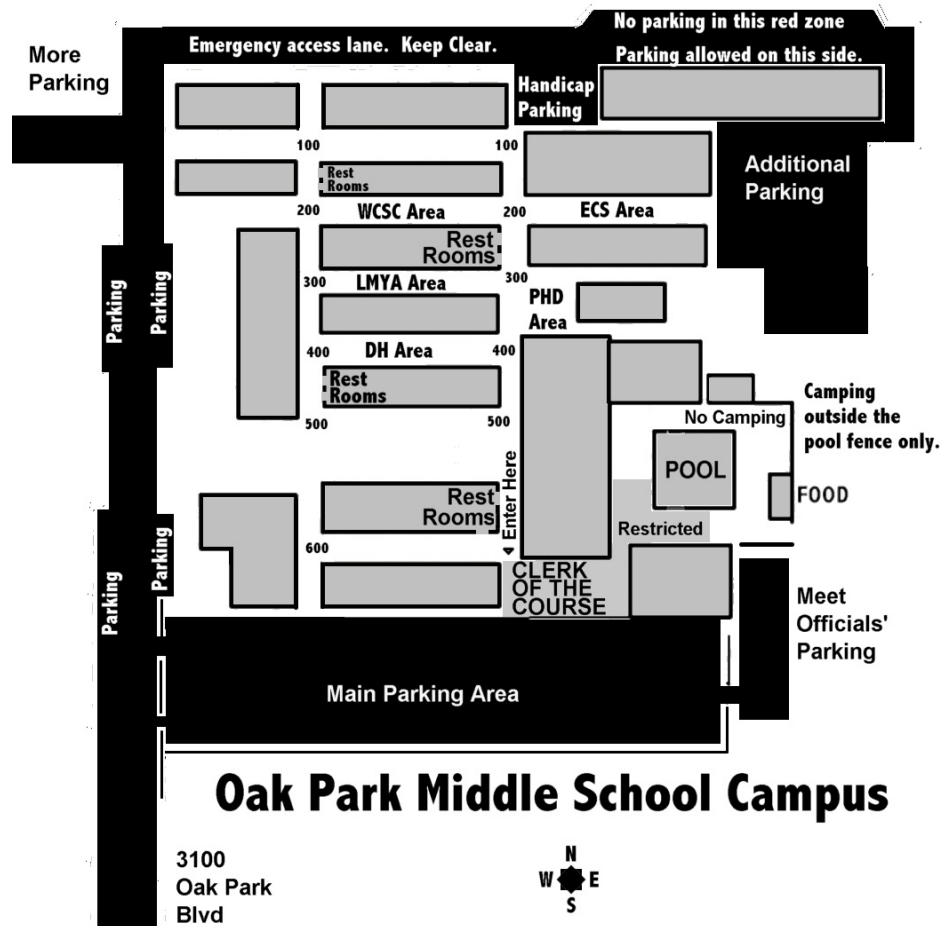 No parking in this red zone
Emergency access lane. Keep Clear.
Parking allowed on this side.
More
Parking
Handicap
Parking
100
100
Additional
Parking
Rest
Rooms
200
WCSC Area
200
ECS Area
Rest
Rooms
300
LMYA Area
300
PHD
Area
Parking
Parking
400
DH Area
400
Rest
Rooms
500
500
No Camping
Camping
outside the
pool fence only.
POOL
FOOD
Enter Here
Rest
Rooms
Restricted
600
Parking
Parking
CLERK
OF THE
COURSE
Meet
Officials'
Parking
Main Parking Area
Oak Park Middle School Campus
3100
Oak Park
Blvd
N
W E
S